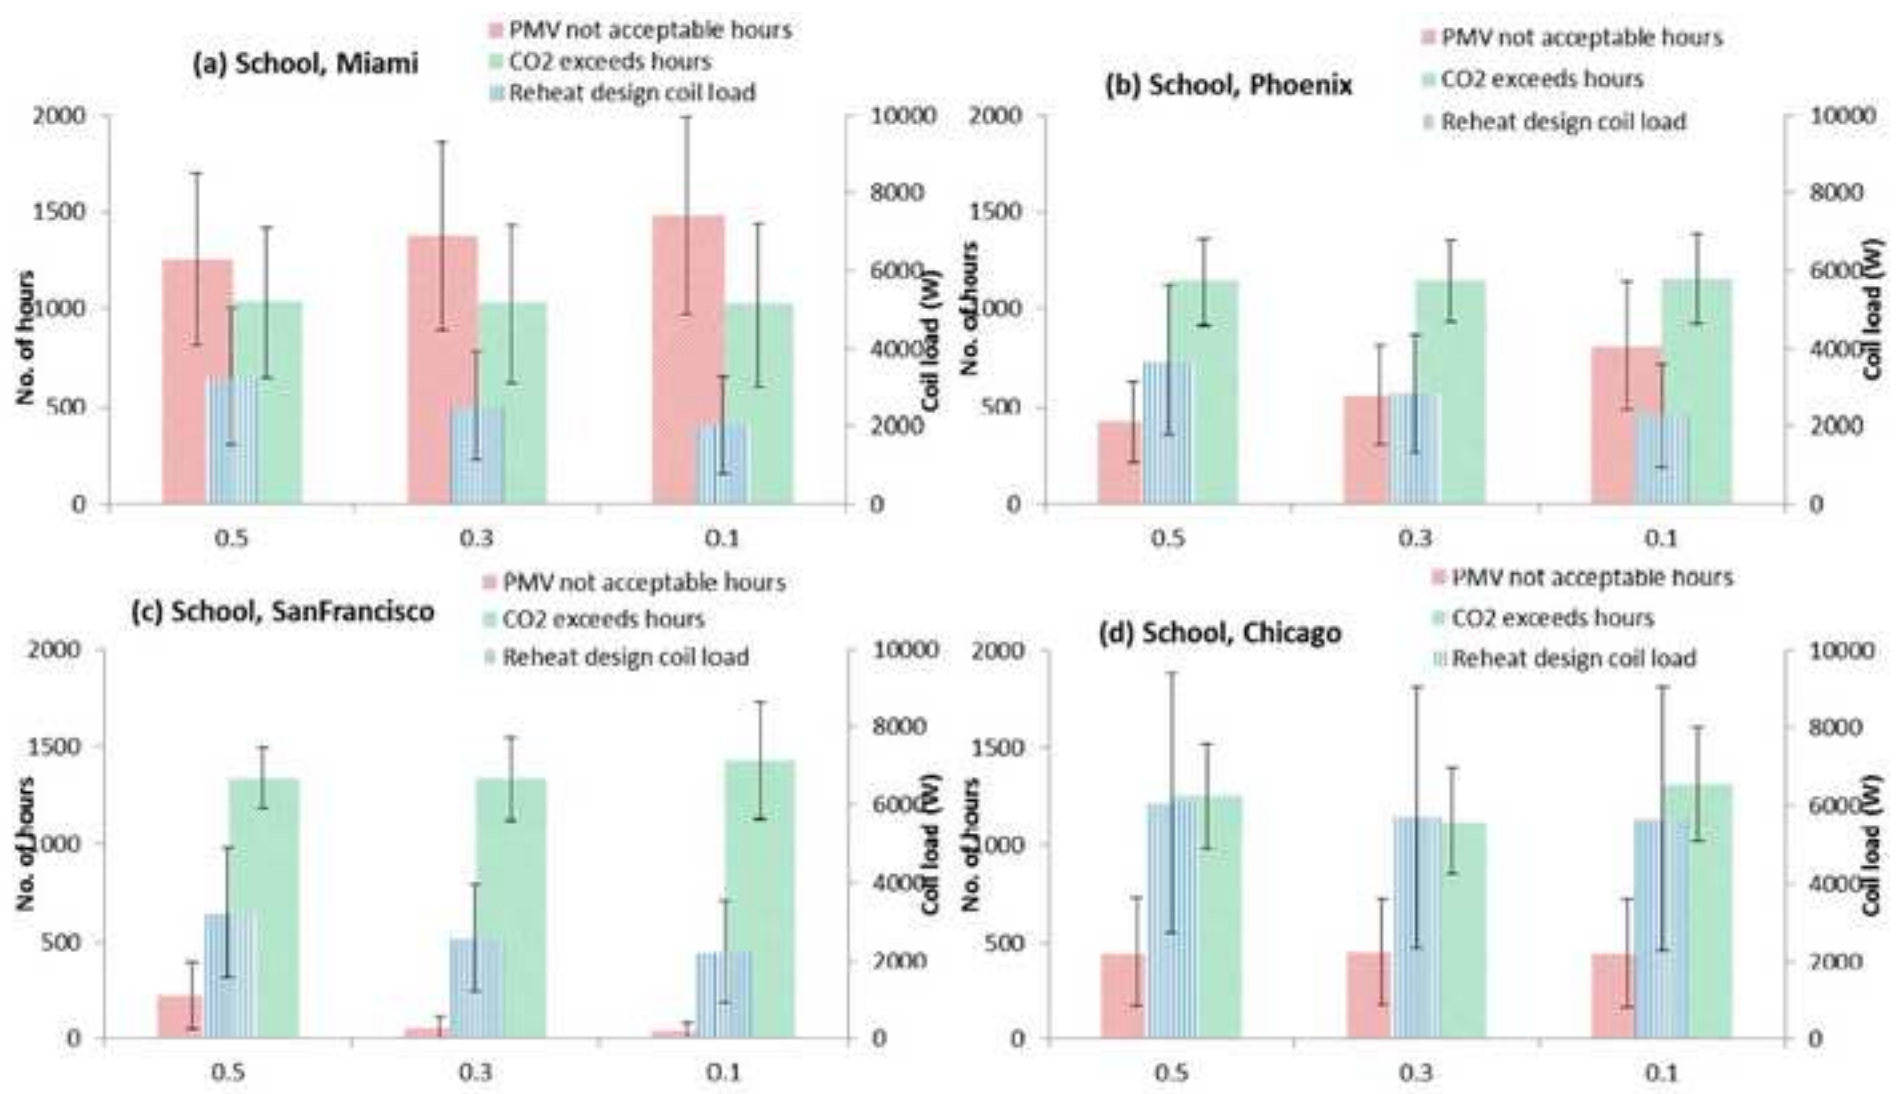 (a) School, Miami
PMV not acceptable hours
CO2 exceeds hours
Reheat design coil load
2000
1500
1000
500
0
No. of hours
10000
8000
6000
4000
2000
0
Coil load (W)
0.5 0.3 0.1
(b) School, Phoenix
PMV not acceptable hours
CO2 exceeds hours
Reheat design coil load
2000
1500
1000
500
0
No. of hours
10000
8000
6000
4000
2000
0
Coil load (W)
0.5 0.3 0.1
(c) School, SanFrancisco
PMV not acceptable hours
CO2 exceeds hours
Reheat design coil load
2000
1500
1000
500
0
No. of hours
10000
8000
6000
4000
2000
0
Coil load (W)
0.5 0.3 0.1
(d) School, Chicago
PMV not acceptable hours
CO2 exceeds hours
Reheat design coil load
2000
1500
1000
500
0
No. of hours
10000
8000
6000
4000
2000
0
Coil load (W)
0.5 0.3 0.1